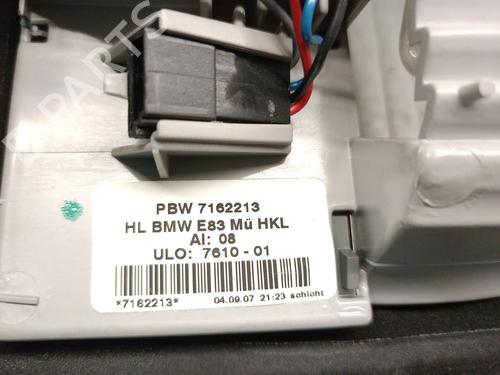 B-PARTS
PBW 7162213
HL BMW E83 Mü HKL
AI: 08
ULO: 7610 - 01
*7162213*
04.09.07 21:23 schicht